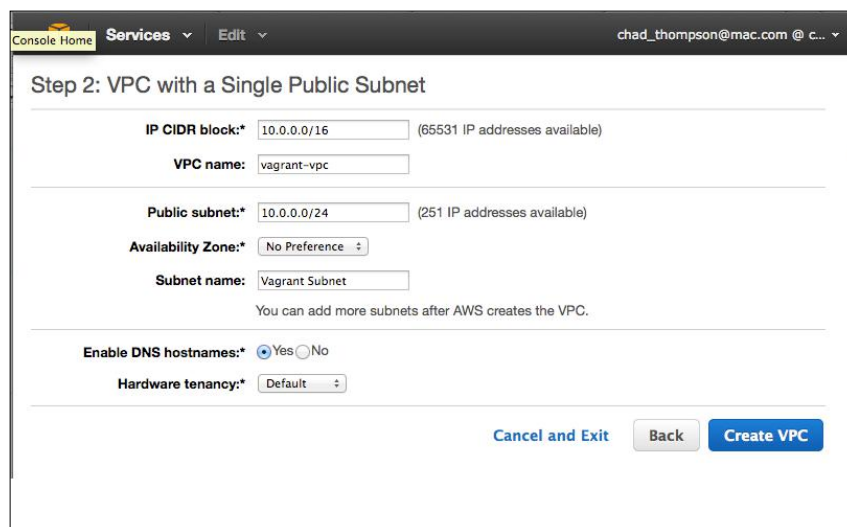 Console Home Services Edit chad_thompson@mac.com @ c...
Step 2: VPC with a Single Public Subnet
IP CIDR block:* 10.0.0.0/16 (65531 IP addresses available)
VPC name: vagrant-vpc
Public subnet:* 10.0.0.0/24 (251 IP addresses available)
Availability Zone:* No Preference
Subnet name: Vagrant Subnet
You can add more subnets after AWS creates the VPC.
Enable DNS hostnames:* Yes No
Hardware tenancy:* Default
Cancel and Exit Back Create VPC